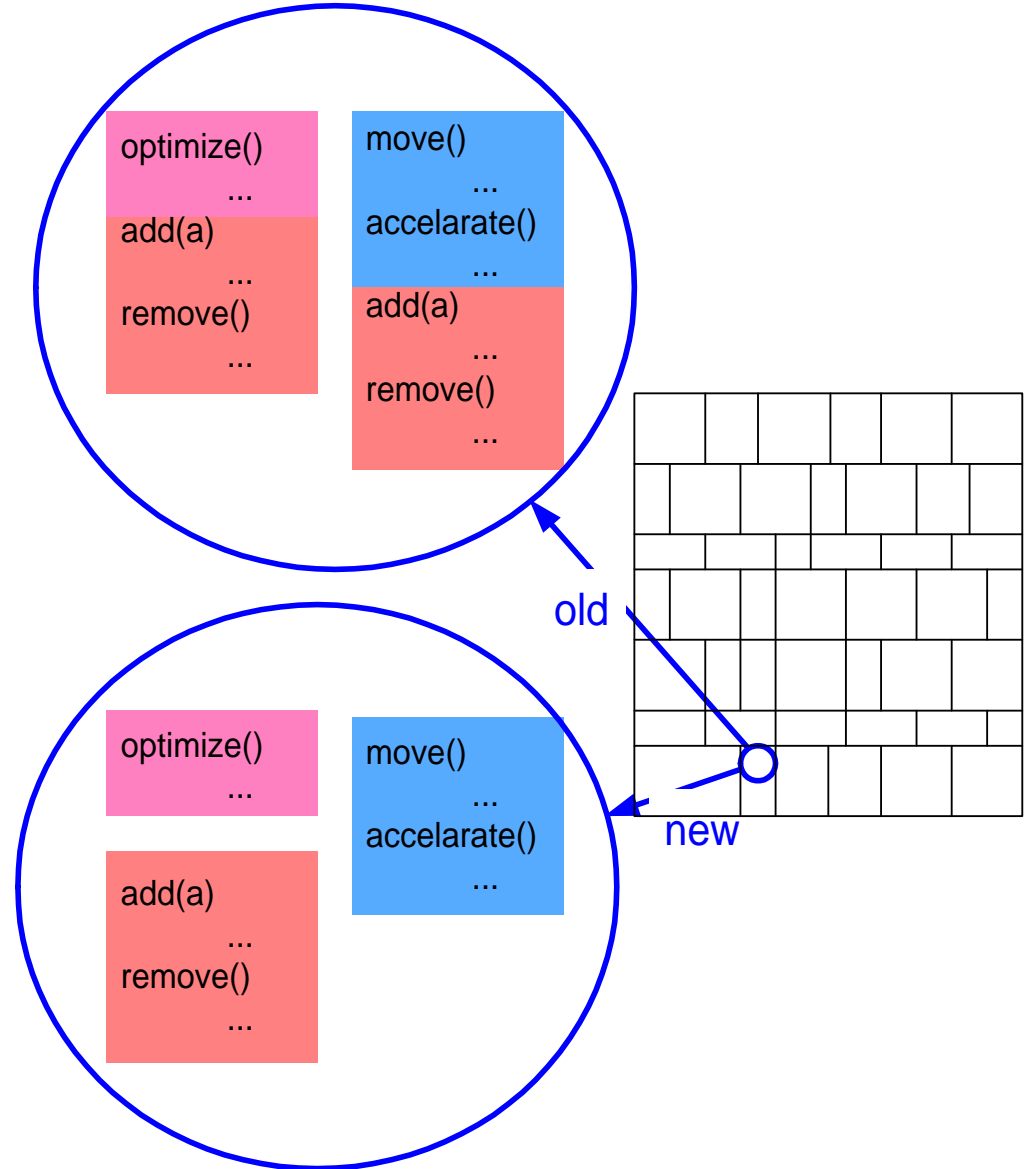 optimize()
...
add(a)
...
remove()
...
move()
...
accelarate()
...
add(a)
...
remove()
...
old
new
optimize()
...
add(a)
...
remove()
...
move()
...
accelarate()
...